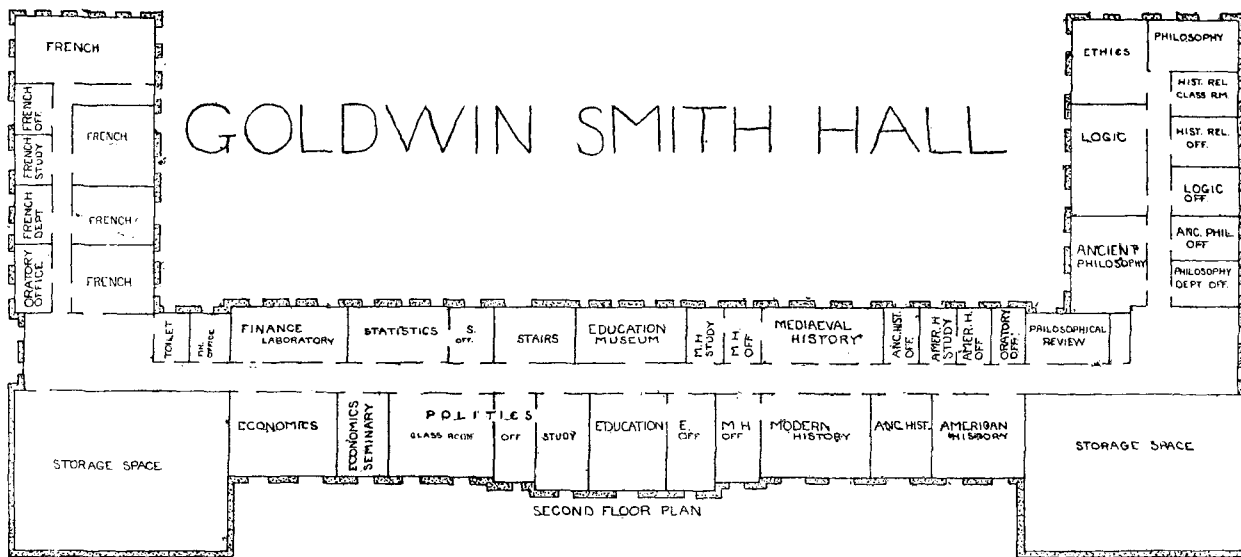 GOLDWIN SMITH HALL
FRENCH
FRENCH
OFF.
FRENCH
STUDY
FRENCH
DEPT
ORATORY
OFFICE.
FRENCH
FRENCH
FRENCH
ETHICS
PHILOSOPHY
HIST. REL
CLASS RM.
LOGIC
HIST. REL.
OFF.
LOGIC
OFF.
ANCIENT
PHILOSOPHY
ANC. PHIL.
OFF
PHILOSOPHY
DEPT OFF.
TOILET
OFFICE
FINANCE
LABORATORY
STATISTICS
S.
OFF.
STAIRS
EDUCATION
MUSEUM
M.H
STUDY
M.H.
OFF
MEDIAEVAL
HISTORY
ANC. HIST.
OFF.
AMER. H
STUDY
AMER. H.
OFF
ORATORY
OFF.
PHILOSOPHICAL
REVIEW
STORAGE SPACE
ECONOMICS
ECONOMICS
SEMINARY
POLITICS
CLASS ROOM
OFF
STUDY
EDUCATION
E.
OFF
M H
OFF
MODERN
HISTORY
ANC. HIST.
AMERICAN
HISTORY
STORAGE SPACE
SECOND FLOOR PLAN